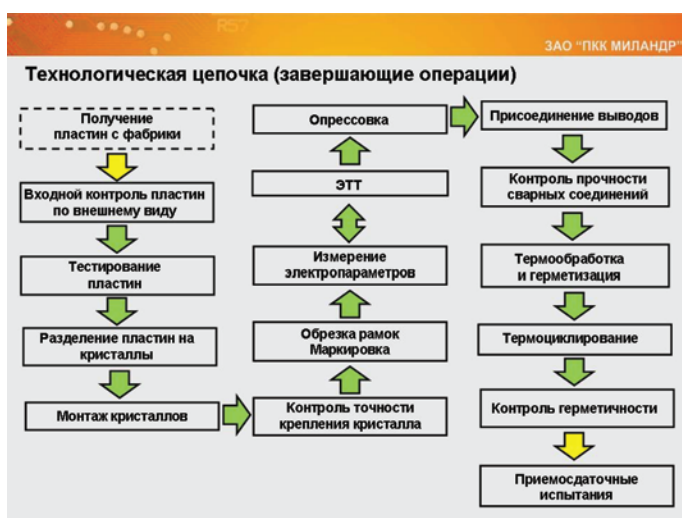 R57
ЗАО "ПКК МИЛАНДР"
Технологическая цепочка (завершающие операции)
Получение
пластин с фабрики
Входной контроль пластин
по внешнему виду
Тестирование
пластин
Разделение пластин на
кристаллы
Монтаж кристаллов
Опрессовка
ЭТТ
Измерение
электропараметров
Обрезка рамок
Маркировка
Контроль точности
крепления кристалла
Присоединение выводов
Контроль прочности
сварных соединений
Термообработка
и герметизация
Термоциклирование
Контроль герметичности
Приемосдаточные
испытания